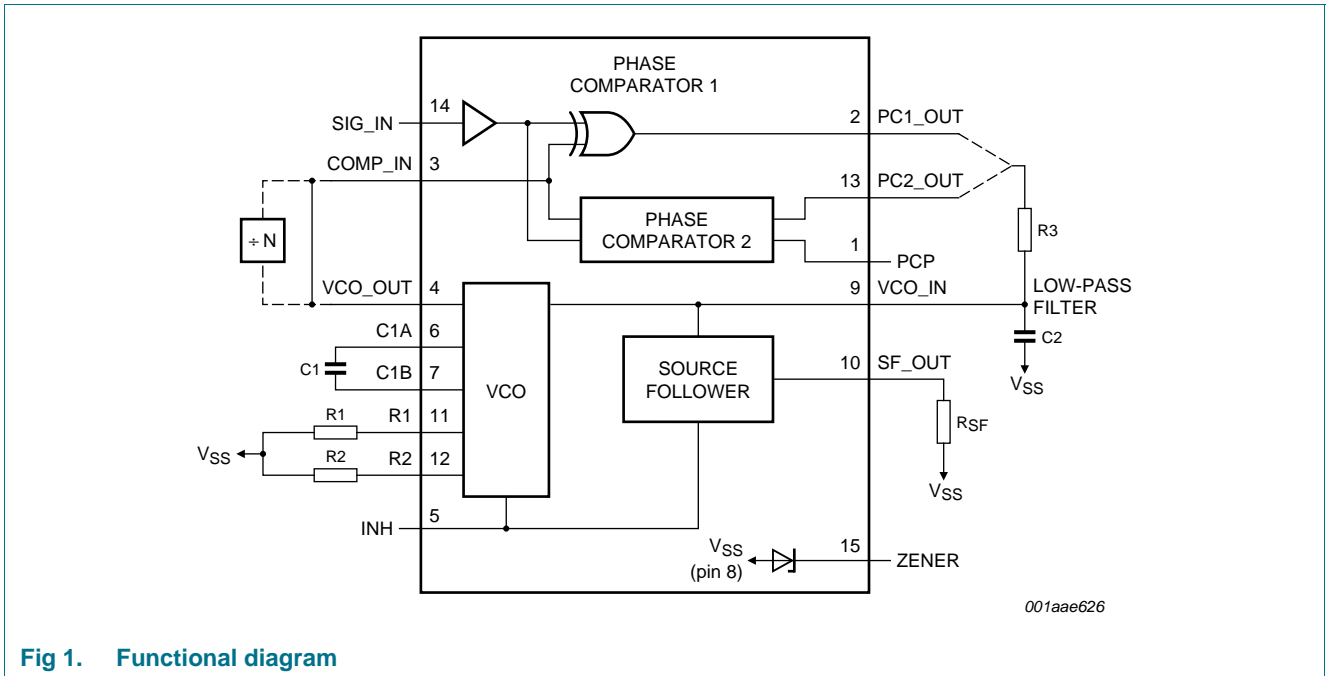 PHASE
COMPARATOR 1
14
SIG_IN
2
PC1_OUT
COMP_IN
3
13
PC2_OUT
PHASE
COMPARATOR 2
÷ N
R3
1
PCP
VCO_OUT
4
9
VCO_IN
LOW-PASS
FILTER
C1A
6
C2
C1
C1B
7
VCO
SOURCE
FOLLOWER
10
SF_OUT
VSS
R1
R1
11
RSF
VSS
R2
R2
12
VSS
INH
5
VSS
(pin 8)
15
ZENER
001aae626
Fig 1. Functional diagram